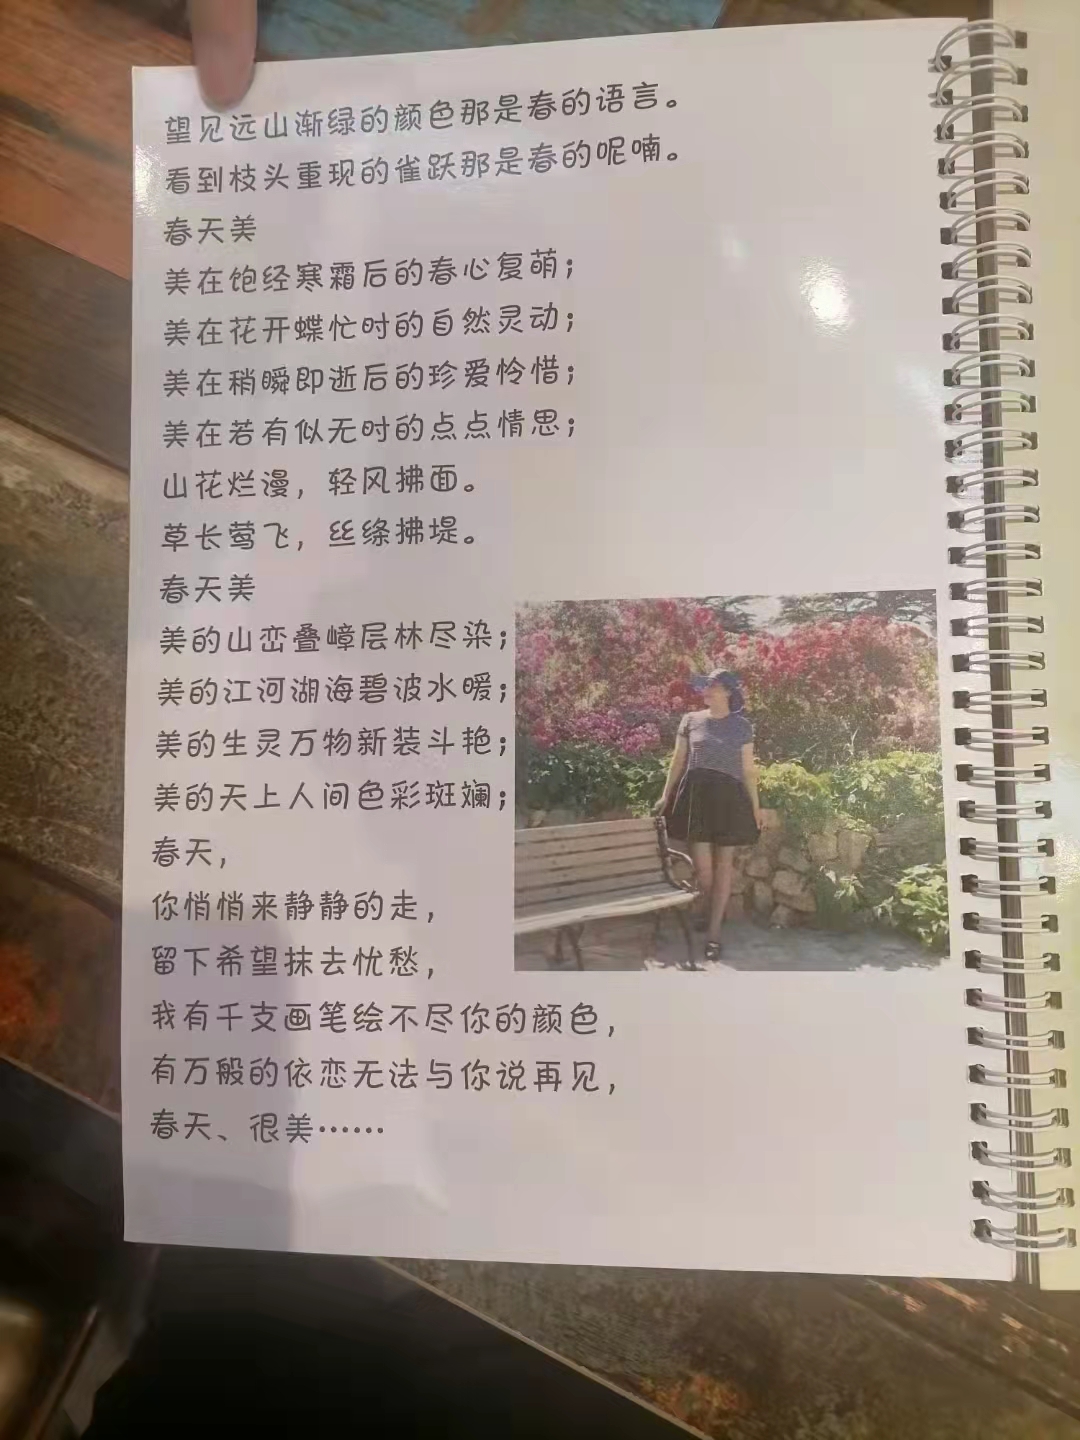 望见远山渐绿的颜色那是春的语言。
看到枝头重现的雀跃那是春的呢喃。
春天美
美在饱经寒霜后的春心复萌；
美在花开蝶忙时的自然灵动；
美在稍瞬即逝后的珍爱怜惜；
美在若有似无时的点点情思；
山花烂漫，轻风拂面。
草长莺飞，丝绦拂堤。
春天美
美的山峦叠嶂层林尽染；
美的江河湖海碧波水暖；
美的生灵万物新装斗艳；
美的天上人间色彩斑斓；
春天，
你悄悄来静静的走，
留下希望抹去忧愁，
我有千支画笔绘不尽你的颜色，
有万般的依恋无法与你说再见，
春天、很美……